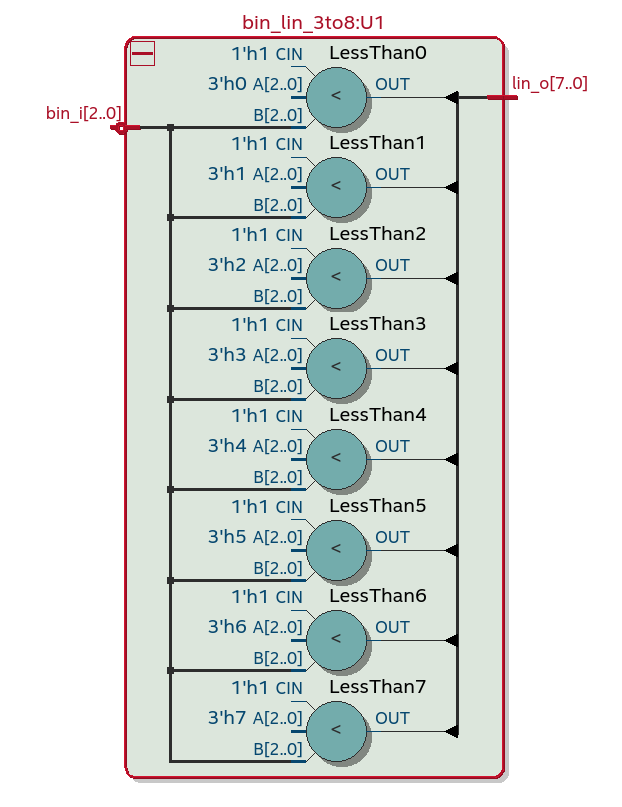 bin_lin_3to8:U1
1'h1 CIN LessThan0
3'h0 A[2..0] < OUT lin_o[7..0]
bin_i[2..0] B[2..0]
1'h1 CIN LessThan1
3'h1 A[2..0] < OUT
B[2..0]
1'h1 CIN LessThan2
3'h2 A[2..0] < OUT
B[2..0]
1'h1 CIN LessThan3
3'h3 A[2..0] < OUT
B[2..0]
1'h1 CIN LessThan4
3'h4 A[2..0] < OUT
B[2..0]
1'h1 CIN LessThan5
3'h5 A[2..0] < OUT
B[2..0]
1'h1 CIN LessThan6
3'h6 A[2..0] < OUT
B[2..0]
1'h1 CIN LessThan7
3'h7 A[2..0] < OUT
B[2..0]